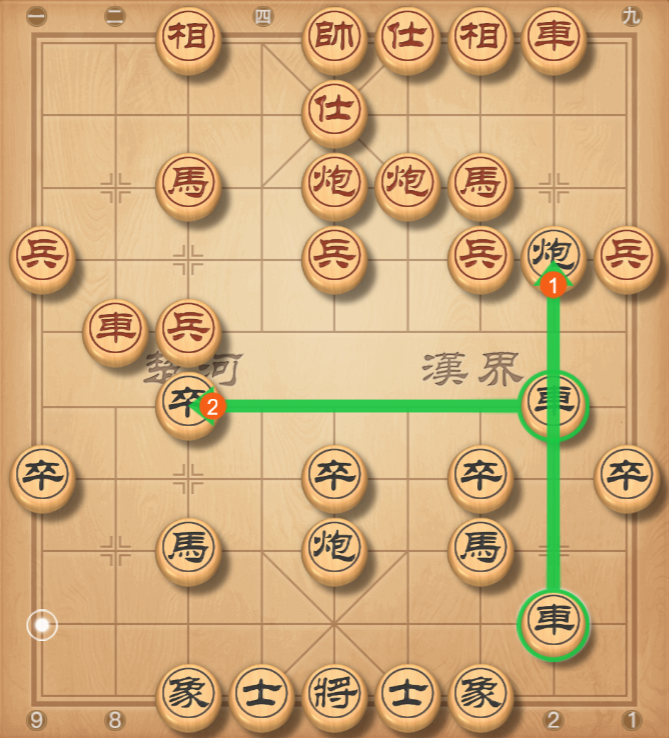 一 二 相 四 帥 仕 相 車 九
仕
馬 炮 炮 馬
兵 兵 兵 炮 兵
1
車 兵
楚河 漢界
卒 2 車
卒 卒 卒 卒
馬 炮 馬
車
象 士 將 士 象
9 8 2 1